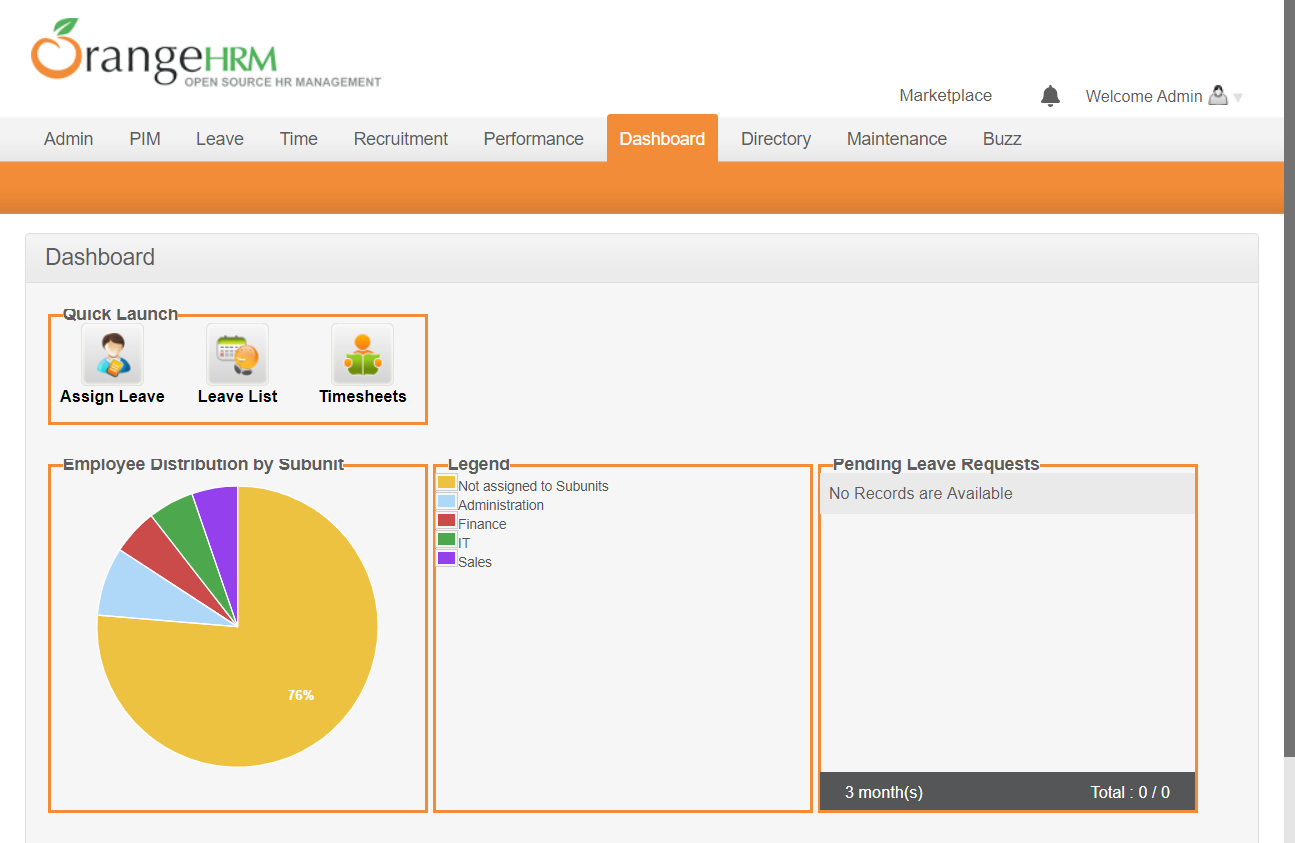 OrangeHRM
OPEN SOURCE HR MANAGEMENT
Marketplace
Welcome Admin
Admin
PIM
Leave
Time
Recruitment
Performance
Dashboard
Directory
Maintenance
Buzz
Dashboard
Quick Launch
Assign Leave
Leave List
Timesheets
Employee Distribution by Subunit
76%
Legend
Not assigned to Subunits
Administration
Finance
IT
Sales
Pending Leave Requests
No Records are Available
3 month(s)
Total : 0 / 0